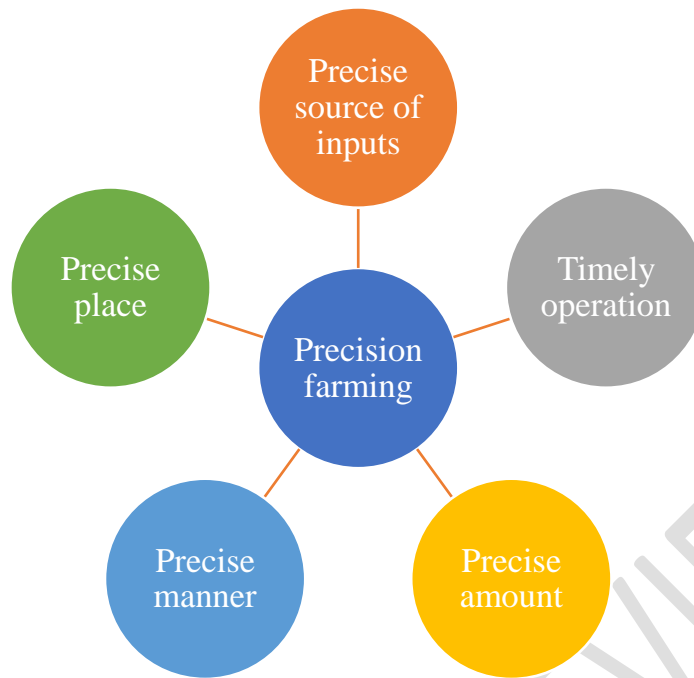 Precise
source of
inputs
Precise
place
Timely
operation
Precision
farming
Precise
manner
Precise
amount